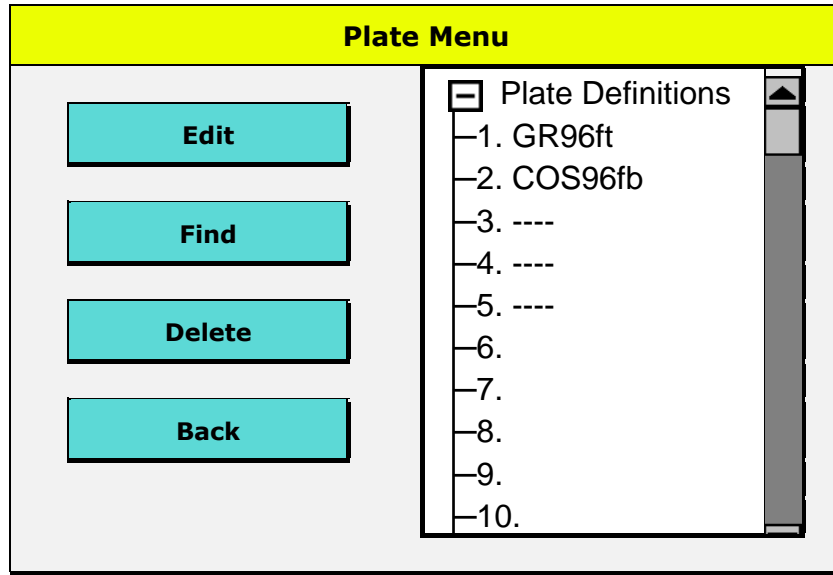 Plate Menu
Edit
Find
Delete
Back
Plate Definitions
1. GR96ft
2. COS96fb
3. ----
4. ----
5. ----
6.
7.
8.
9.
10.